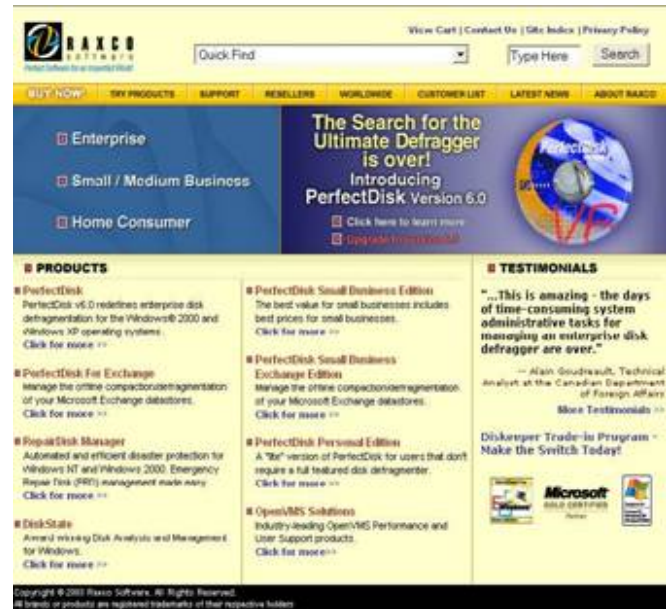 View Cart | Contact Us | Site Index | Privacy Policy
RAXCO
software
Perfect Software for an Imperfect World
Quick Find
Type Here
Search
BUY NOW!
TRY PRODUCTS
SUPPORT
RESELLERS
WORLDWIDE
CUSTOMER LIST
LATEST NEWS
ABOUT RAXCO
Enterprise
Small / Medium Business
Home Consumer
The Search for the
Ultimate Defragger
is over!
Introducing
PerfectDisk Version 6.0
Click here to learn more
PerfectDisk
PRODUCTS
PerfectDisk
PerfectDisk v6.0 redefines enterprise disk
defragmentation for the Windows® 2000 and
Windows XP operating systems.
Click for more >>
PerfectDisk For Exchange
Manage the offline compaction/defragmentation
of your Microsoft Exchange datastores.
Click for more >>
RepairDisk Manager
Automated and efficient disaster protection for
Windows NT and Windows 2000. Emergency
Repair Disk (ERD) management made easy.
Click for more >>
DiskState
Award winning Disk Analysis and Management
for Windows.
Click for more >>
PerfectDisk Small Business Edition
The best value for small businesses includes
best prices for small businesses.
Click for more >>
PerfectDisk Small Business
Exchange Edition
Manage the offline compaction/defragmentation
of your Microsoft Exchange datastores.
Click for more >>
PerfectDisk Personal Edition
A "lite" version of PerfectDisk for users that don't
require a full featured disk defragmenter.
Click for more >>
OpenVMS Solutions
Industry-leading OpenVMS Performance and
User Support products.
Click for more >>
TESTIMONIALS
"...This is amazing - the days
of time-consuming system
administrative tasks for
managing an enterprise disk
defragger are over."
-- Alain Goudreault, Technical
Analyst at the Canadian Department
of Foreign Affairs
More Testimonials >>
Diskeeper Trade-in Program -
Make the Switch Today!
Microsoft
GOLD CERTIFIED
Partner
Copyright © 2003 Raxco Software. All Rights Reserved.
All brands or products are registered trademarks of their respective holders